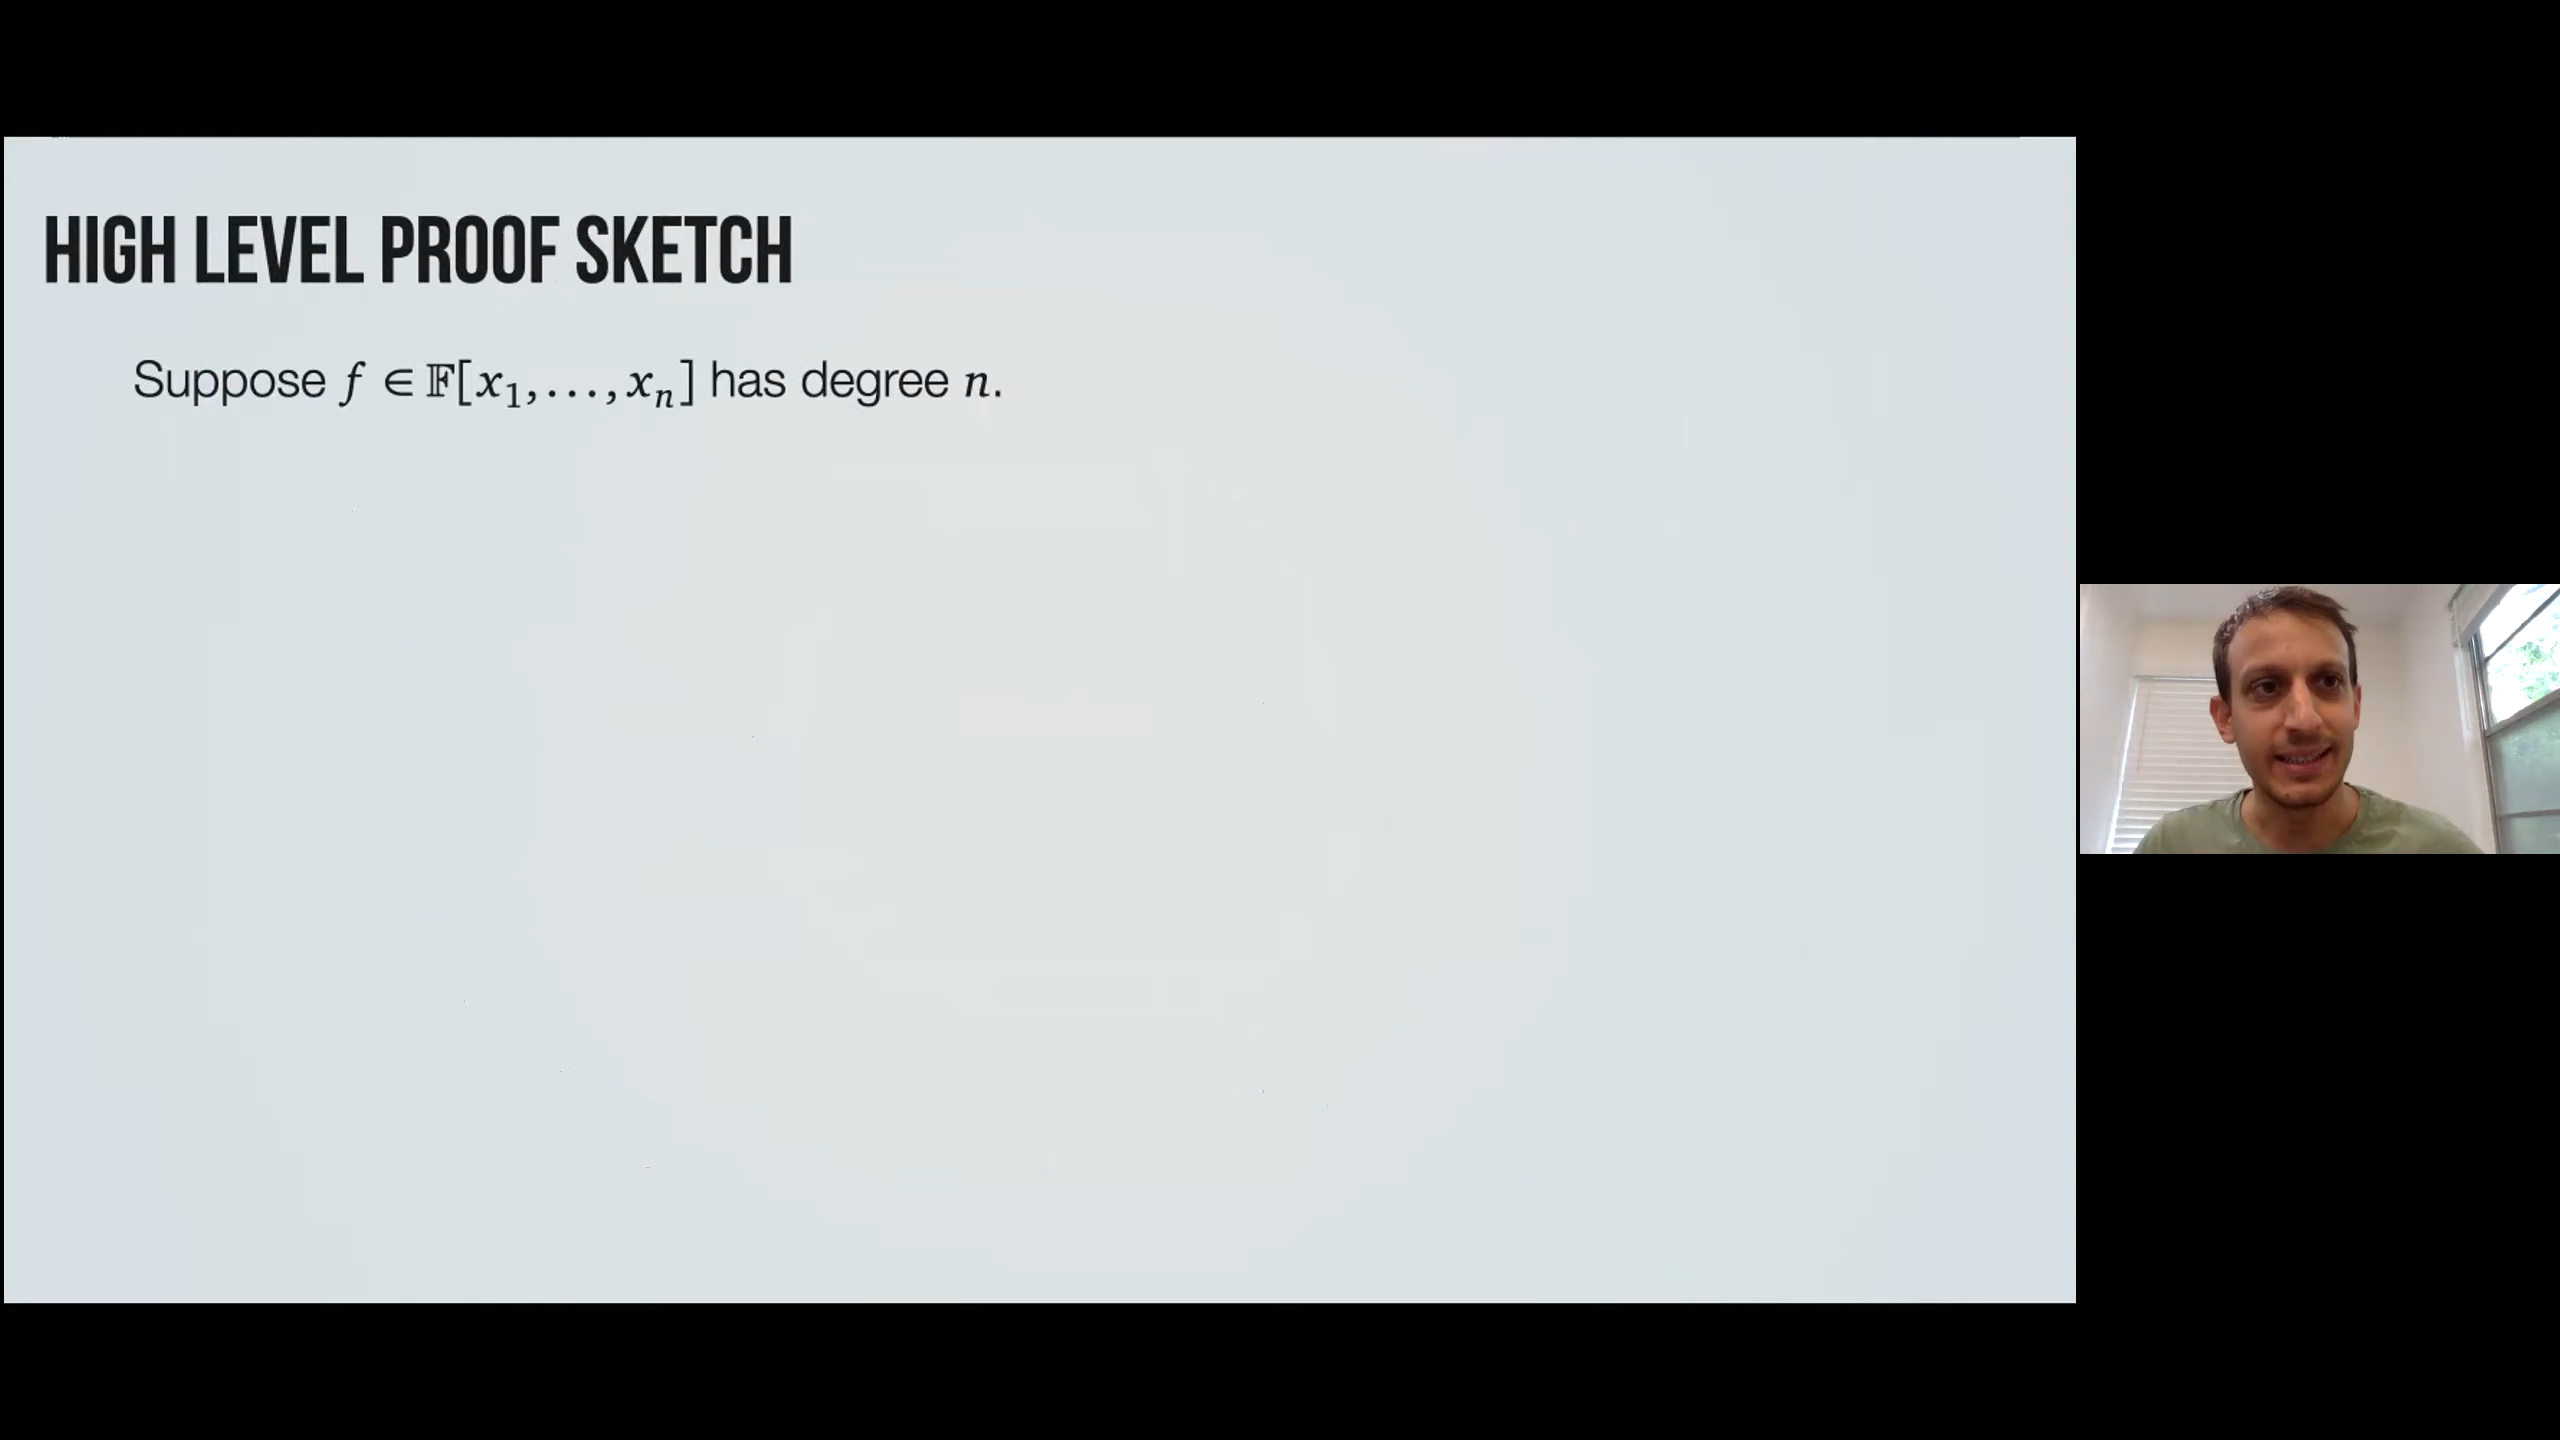 HIGH LEVEL PROOF SKETCH
Suppose f ∈ 𝔽[x₁,...,xₙ] has degree n.